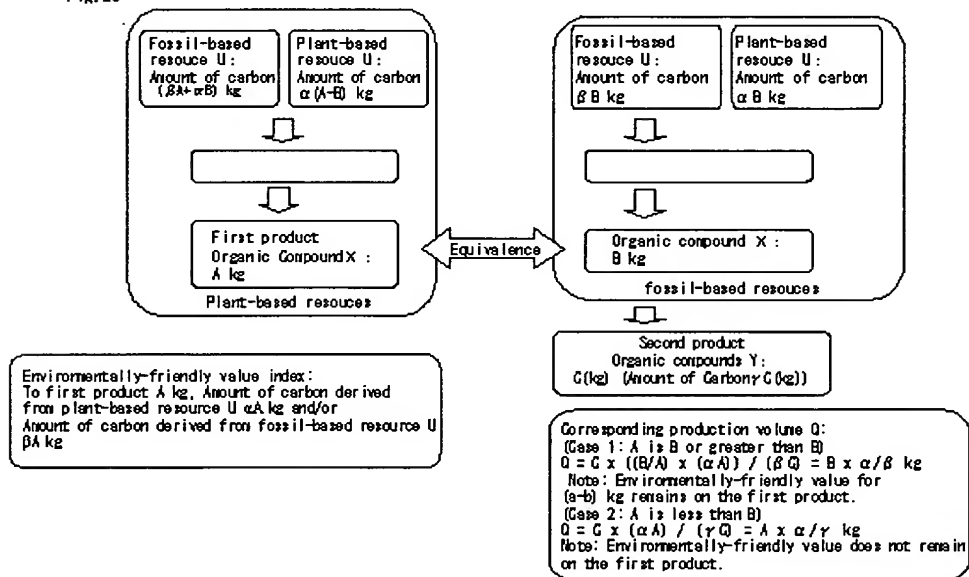 Fossil-based
resouce U:
Amount of carbon
(βA+αB) kg
Plant-based
resouce U:
Amount of carbon
α(A-B) kg
First product
Organic Compound X :
A kg
Plant-based resouces
Equivalence
Fossil-based
resouce U:
Amount of carbon
β B kg
Plant-based
resouce U:
Amount of carbon
α B kg
Organic compound X :
B kg
fossil-based resouces
Second product
Organic compounds Y:
C(kg) (Amount of Carbon γ C(kg))
Environmentally-friendly value index:
To first product A kg, Amount of carbon derived
from plant-based resource U αA kg and/or
Amount of carbon derived from fossil-based resource U
βA kg
Corresponding production volume Q:
(Case 1: A is B or greater than B)
Q = C x ((B/A) x (αA)) / (β C) = B x α/β kg
Note: Environmentally-friendly value for
(a-b) kg remains on the first product.
(Case 2: A is less than B)
Q = C x (αA) / (γ C) = A x α/γ kg
Note: Environmentally-friendly value does not remain
on the first product.